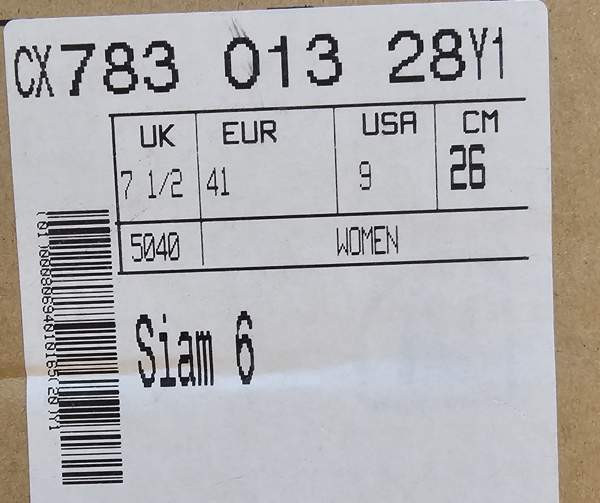 CX783 013 28Y1
UK EUR USA CM
7 1/2 41 9 26
5040 WOMEN
Siam 6